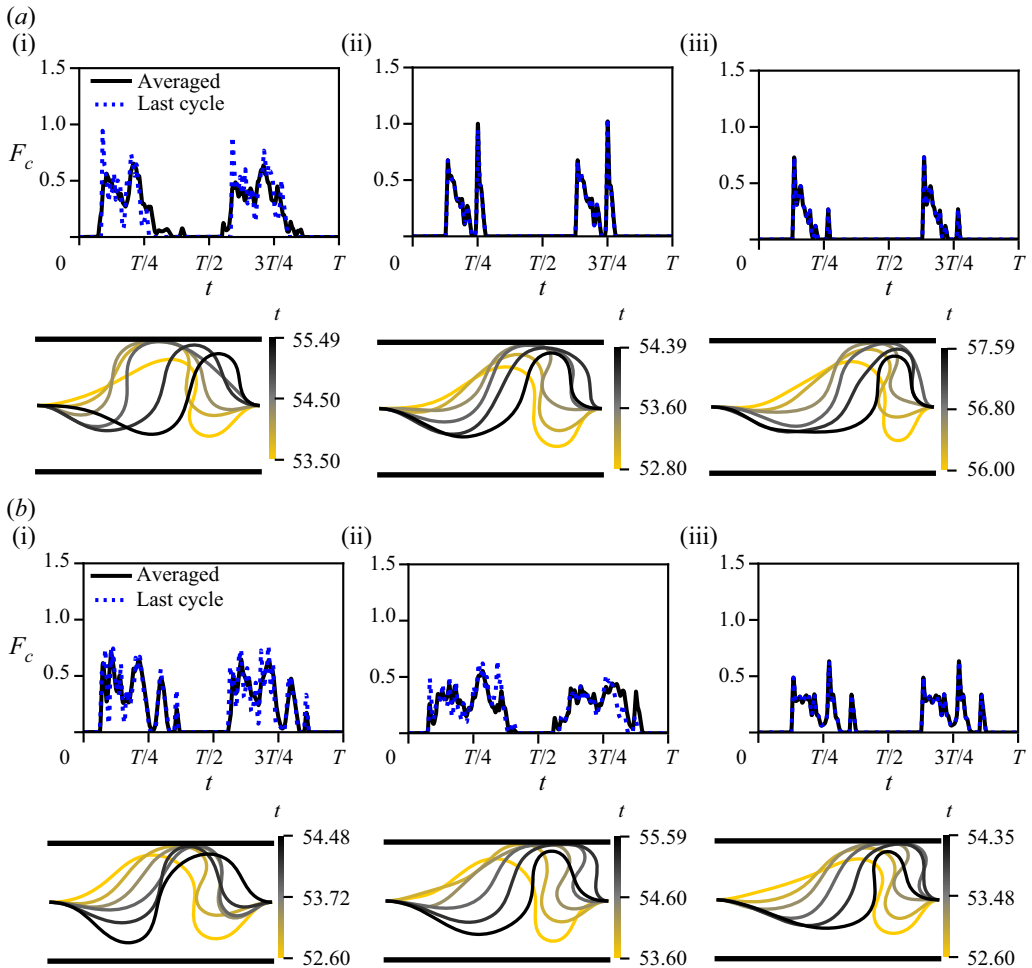 (a)
(i)
(ii)
(iii)
1.5
1.0
0.5
F_c
Averaged
Last cycle
0
T/4
T/2
3T/4
T
t
1.5
1.0
0.5
0
T/4
T/2
3T/4
T
t
1.5
1.0
0.5
0
T/4
T/2
3T/4
T
t
t
55.49
54.50
53.50
t
54.39
53.60
52.80
t
57.59
56.80
56.00
(b)
(i)
(ii)
(iii)
1.5
1.0
0.5
F_c
Averaged
Last cycle
0
T/4
T/2
3T/4
T
t
1.5
1.0
0.5
0
T/4
T/2
3T/4
T
t
1.5
1.0
0.5
0
T/4
T/2
3T/4
T
t
t
54.48
53.72
52.60
t
55.59
54.60
53.60
t
54.35
53.48
52.60